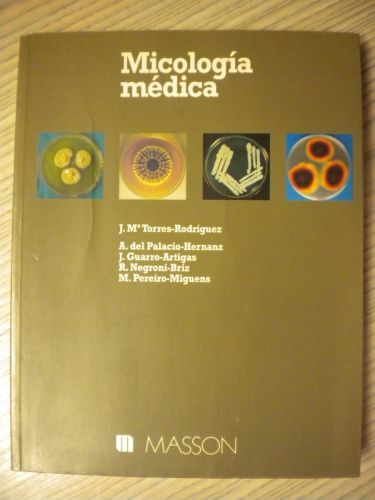 Micología
médica
J. Mª Torres-Rodríguez
A. del Palacio-Hernanz
J. Guarro-Artigas
R. Negroni-Briz
M. Pereiro-Miguens
m MASSON